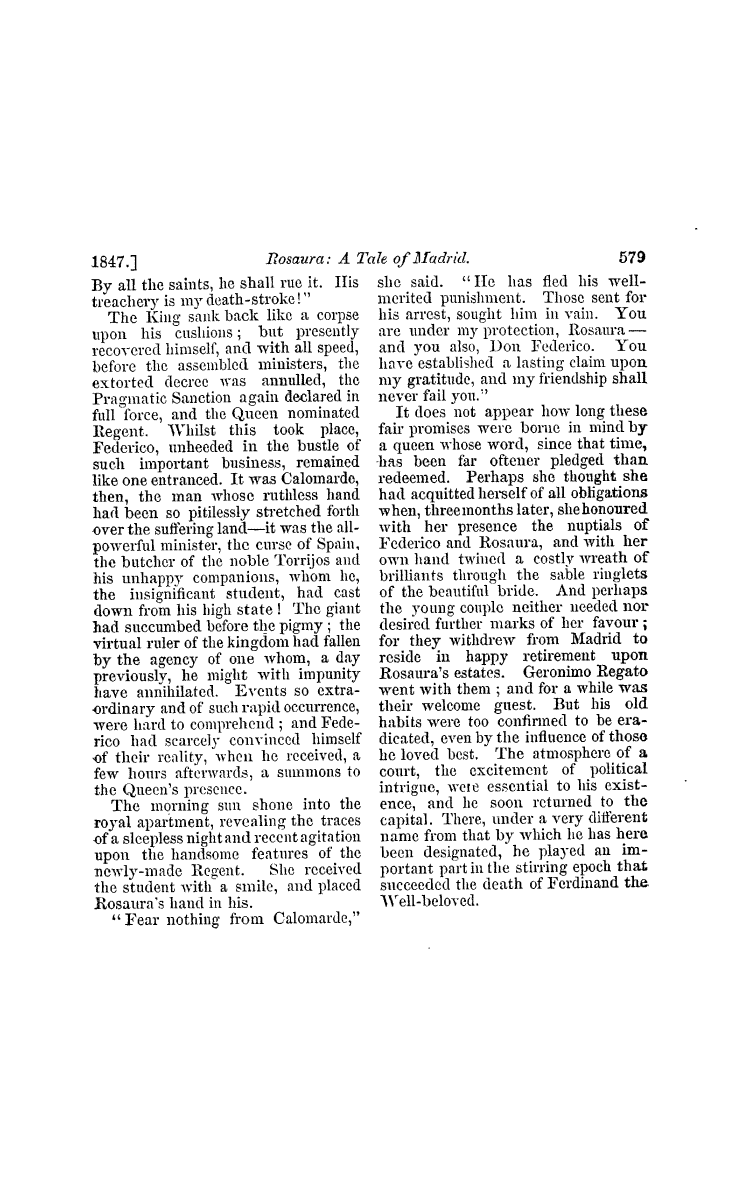 1847.] Rosaura: A Tale of Madrid. 579
By all the saints, he shall rue it. His
treachery is my death-stroke!"
The King sank back like a corpse
upon his cushions; but presently
recovered himself, and with all speed,
before the assembled ministers, the
extorted decree was annulled, the
Pragmatic Sanction again declared in
full force, and the Queen nominated
Regent. Whilst this took place,
Federico, unheeded in the bustle of
such important business, remained
like one entranced. It was Calomarde,
then, the man whose ruthless hand
had been so pitilessly stretched forth
over the suffering land—it was the all-
powerful minister, the curse of Spain,
the butcher of the noble Torrijos and
his unhappy companions, whom he,
the insignificant student, had cast
down from his high state! The giant
had succumbed before the pigmy; the
virtual ruler of the kingdom had fallen
by the agency of one whom, a day
previously, he might with impunity
have annihilated. Events so extra-
ordinary and of such rapid occurrence,
were hard to comprehend; and Fede-
rico had scarcely convinced himself
of their reality, when he received, a
few hours afterwards, a summons to
the Queen's presence.
The morning sun shone into the
royal apartment, revealing the traces
of a sleepless night and recent agitation
upon the handsome features of the
newly-made Regent. She received
the student with a smile, and placed
Rosaura's hand in his.
"Fear nothing from Calomarde,"
she said. "He has fled his well-
merited punishment. Those sent for
his arrest, sought him in vain. You
are under my protection, Rosaura—
and you also, Don Federico. You
have established a lasting claim upon
my gratitude, and my friendship shall
never fail you."
It does not appear how long these
fair promises were borne in mind by
a queen whose word, since that time,
has been far oftener pledged than
redeemed. Perhaps she thought she
had acquitted herself of all obligations
when, three months later, she honoured
with her presence the nuptials of
Federico and Rosaura, and with her
own hand twined a costly wreath of
brilliants through the sable ringlets
of the beautiful bride. And perhaps
the young couple neither needed nor
desired further marks of her favour;
for they withdrew from Madrid to
reside in happy retirement upon
Rosaura's estates. Geronimo Regato
went with them; and for a while was
their welcome guest. But his old
habits were too confirmed to be era-
dicated, even by the influence of those
he loved best. The atmosphere of a
court, the excitement of political
intrigue, were essential to his exist-
ence, and he soon returned to the
capital. There, under a very different
name from that by which he has here
been designated, he played an im-
portant part in the stirring epoch that
succeeded the death of Ferdinand the
Well-beloved.